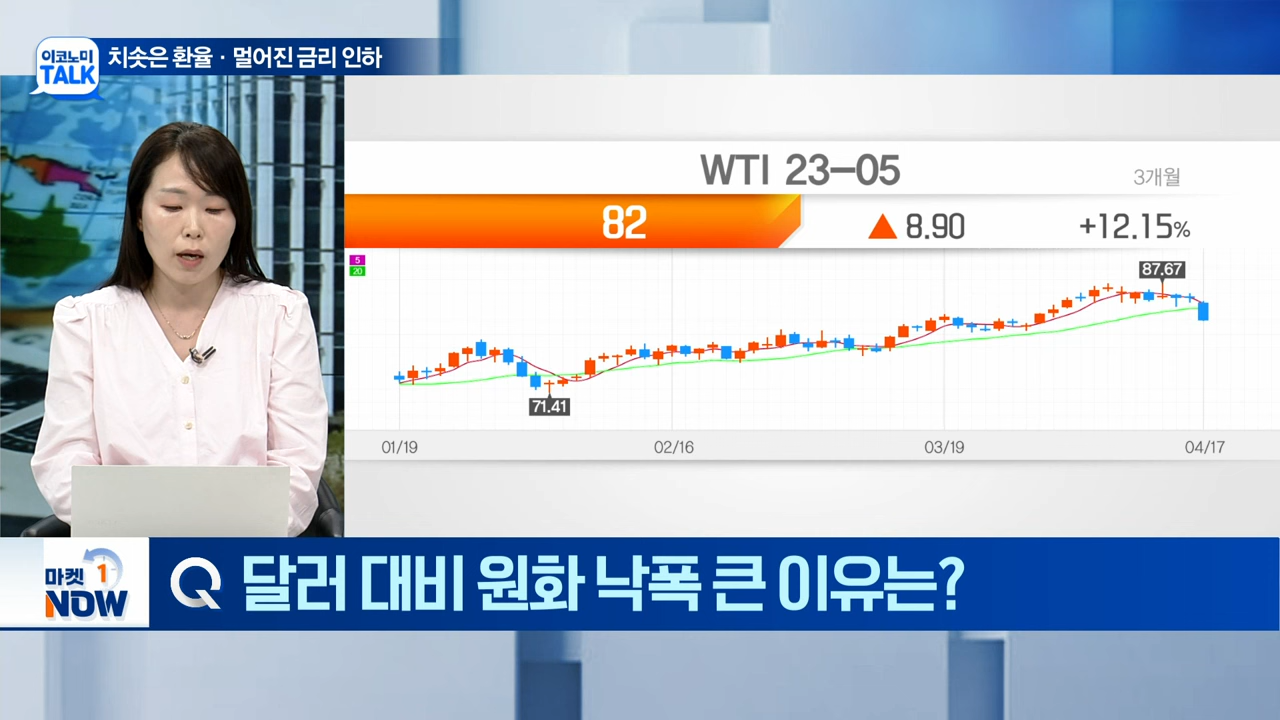 이코노미
TALK
치솟은 환율 · 멀어진 금리 인하
WTI 23-05
3개월
82
▲ 8.90
+12.15%
5
20
87.67
71.41
01/19
02/16
03/19
04/17
마켓 1
NOW
Q 달러 대비 원화 낙폭 큰 이유는?